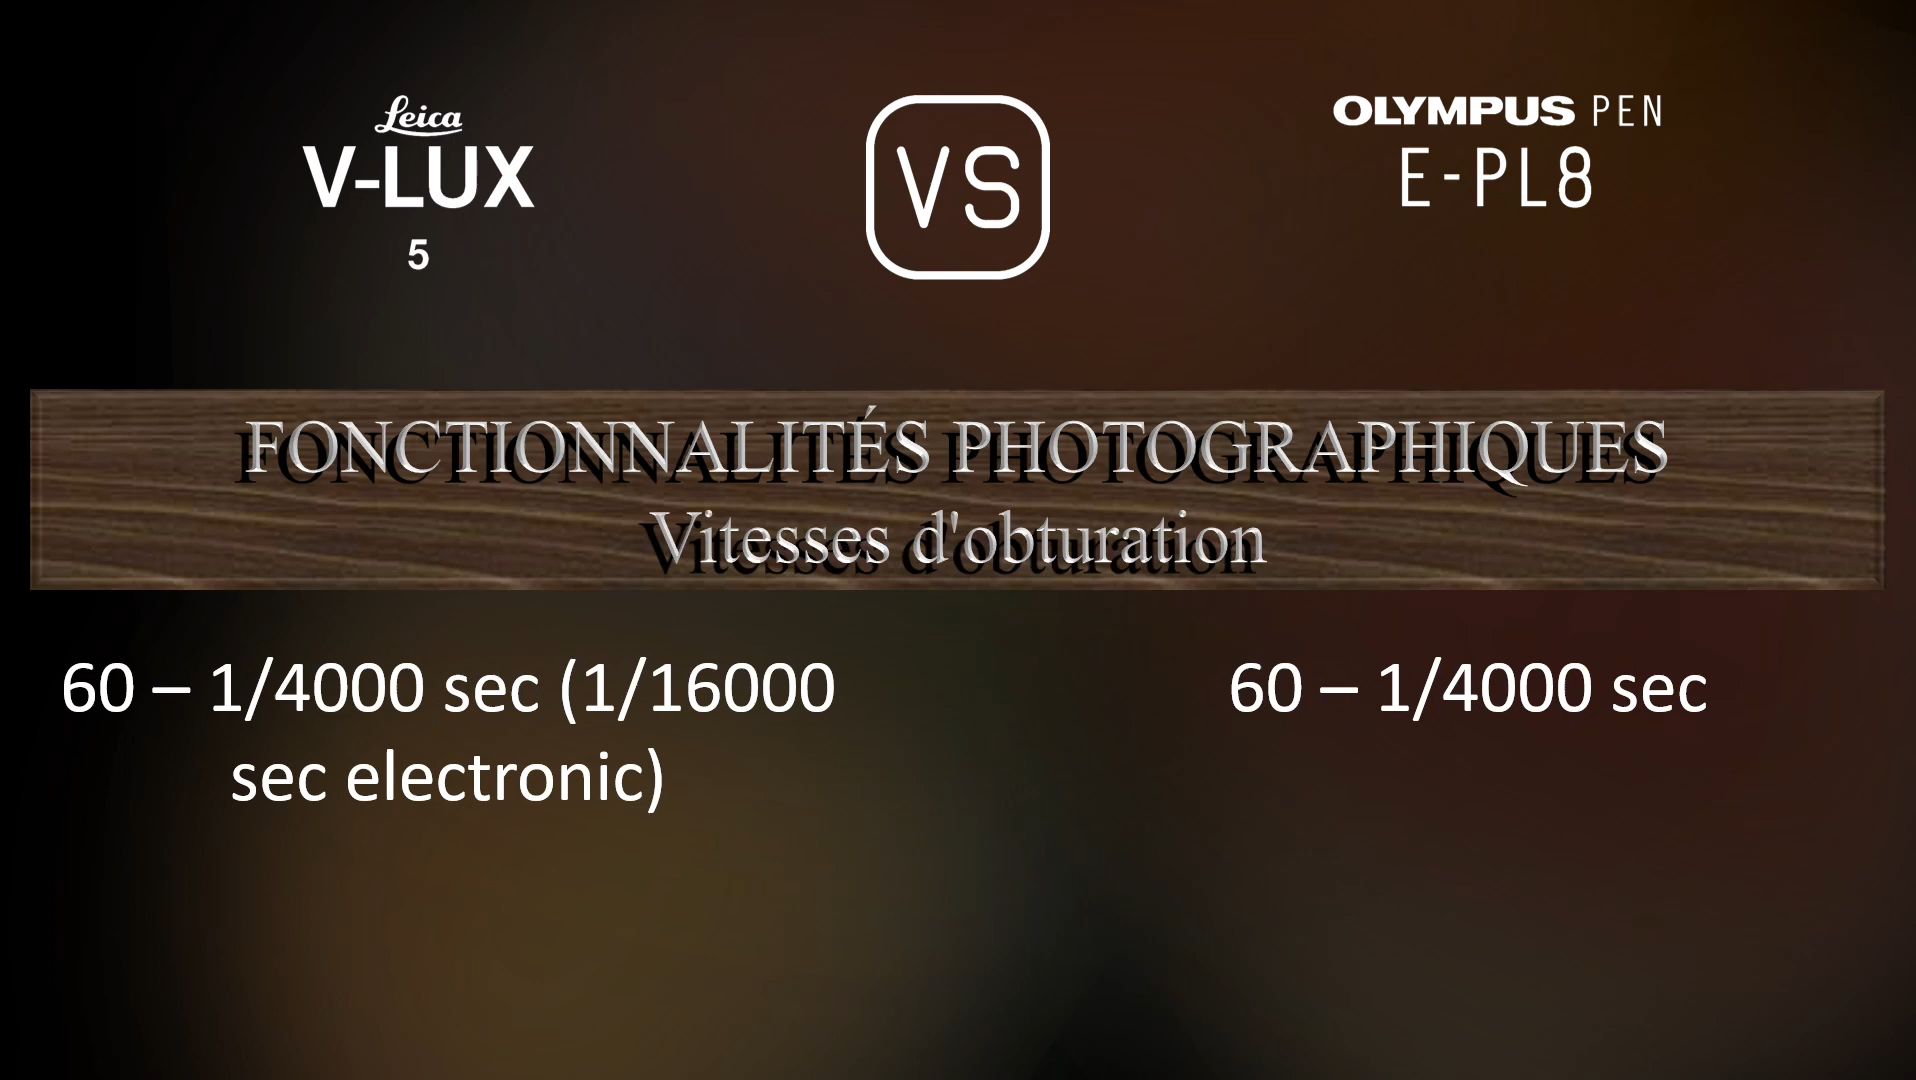 Leica
V-LUX
5
VS
OLYMPUS PEN
E-PL8
FONCTIONNALITÉS PHOTOGRAPHIQUES
Vitesses d'obturation
60 – 1/4000 sec (1/16000
sec electronic)
60 – 1/4000 sec